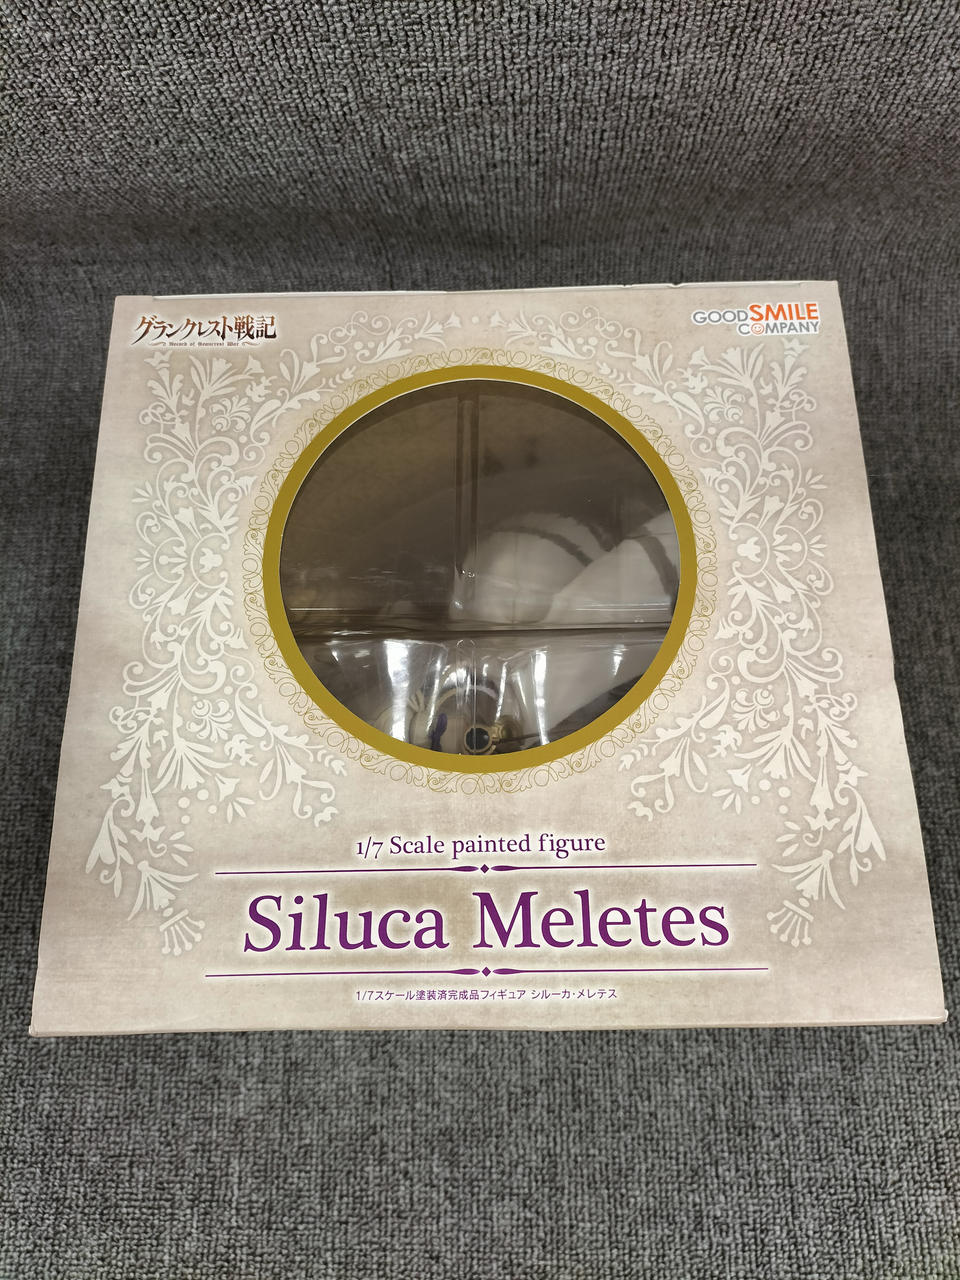 グランクレスト戦記
Record of Grancrest War
GOOD SMILE
COMPANY
1/7 Scale painted figure
Siluca Meletes
1/7スケール塗装済完成品フィギュア シルーカ・メレテス